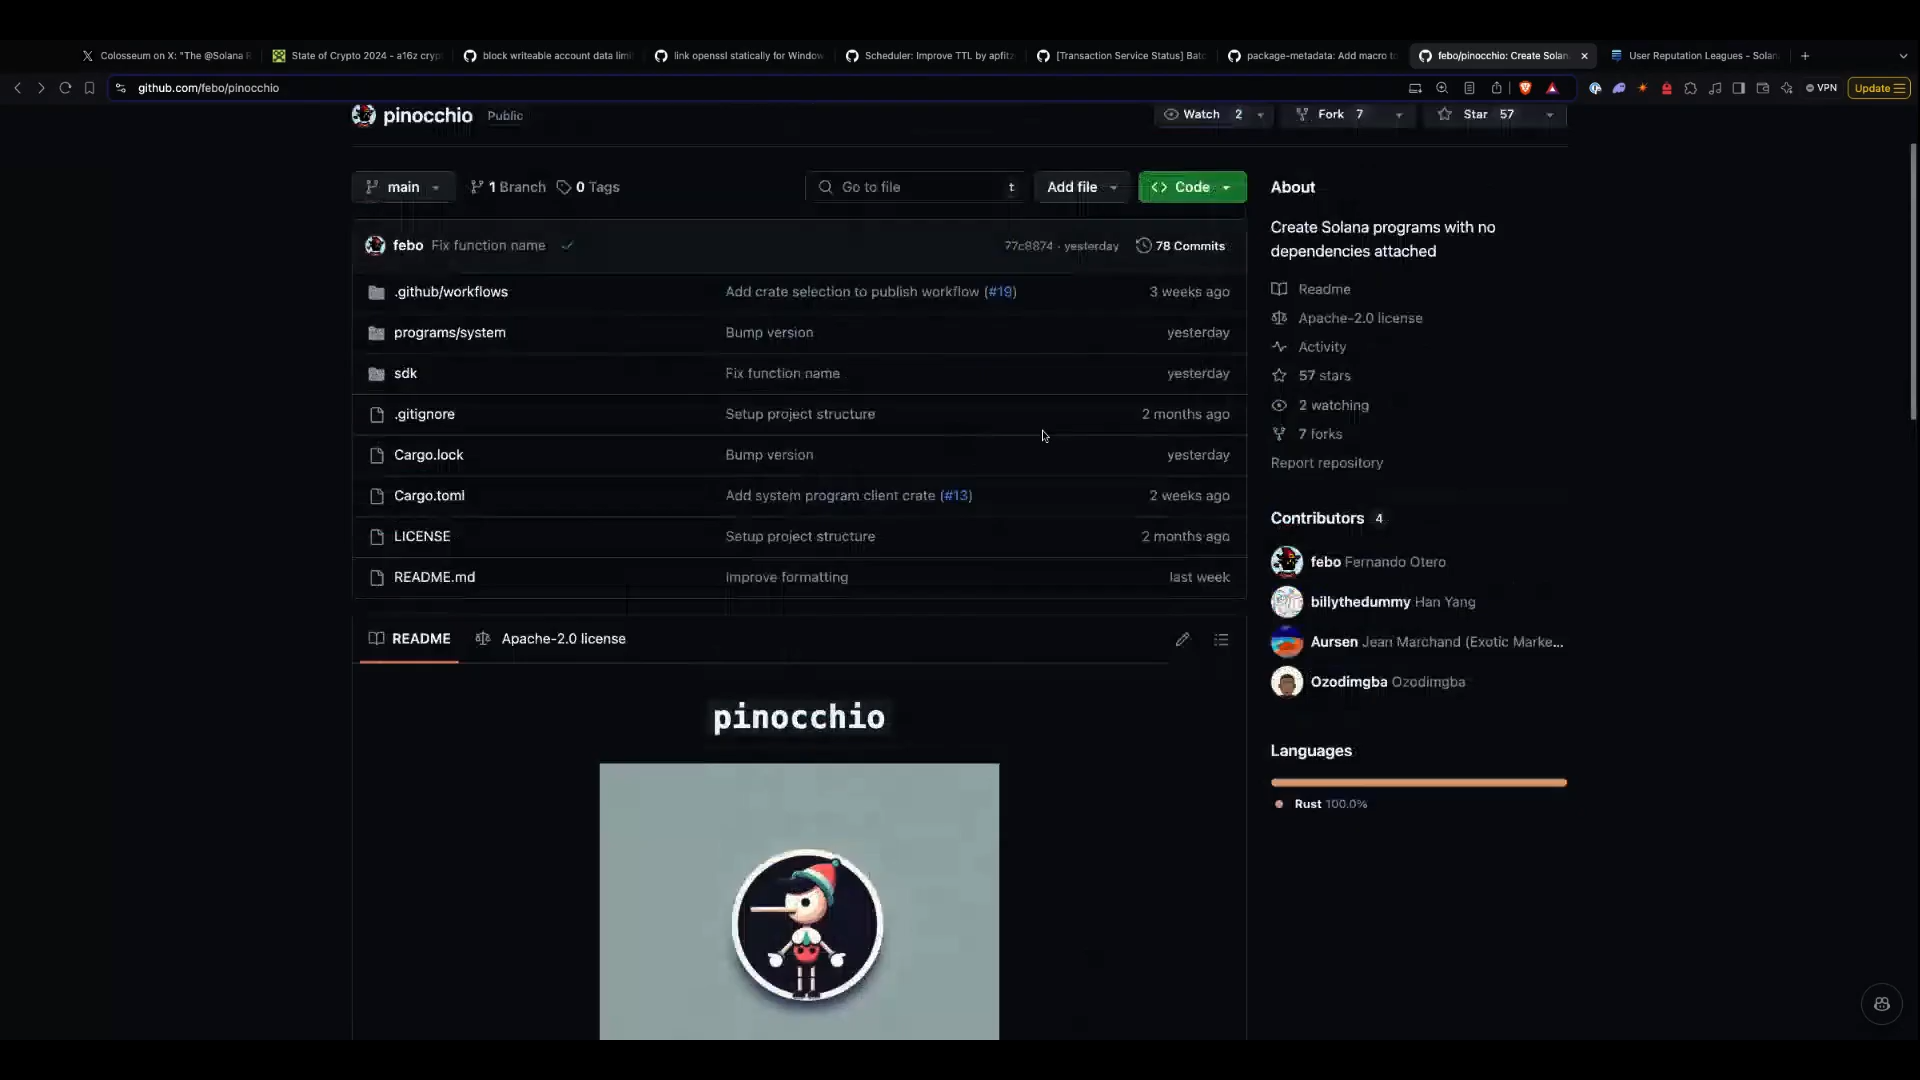 Colosseum on X: "The @Solana R
State of Crypto 2024 - a16z cryp
block writeable account data limi
link openssl statically for Window
Scheduler: Improve TTL by apfitz
[Transaction Service Status] Batc
package-metadata: Add macro to
febo/pinocchio: Create Solan
User Reputation Leagues - Solan
github.com/febo/pinocchio
VPN
Update
pinocchio Public
Watch 2
Fork 7
Star 57
main
1 Branch
0 Tags
Go to file t
Add file
Code
febo Fix function name
77c8874 · yesterday
78 Commits
.github/workflows Add crate selection to publish workflow (#19) 3 weeks ago
programs/system Bump version yesterday
sdk Fix function name yesterday
.gitignore Setup project structure 2 months ago
Cargo.lock Bump version yesterday
Cargo.toml Add system program client crate (#13) 2 weeks ago
LICENSE Setup project structure 2 months ago
README.md Improve formatting last week
README
Apache-2.0 license
pinocchio
About
Create Solana programs with no
dependencies attached
Readme
Apache-2.0 license
Activity
57 stars
2 watching
7 forks
Report repository
Contributors 4
febo Fernando Otero
billythedummy Han Yang
Aursen Jean Marchand (Exotic Marke...
Ozodimgba Ozodimgba
Languages
Rust 100.0%